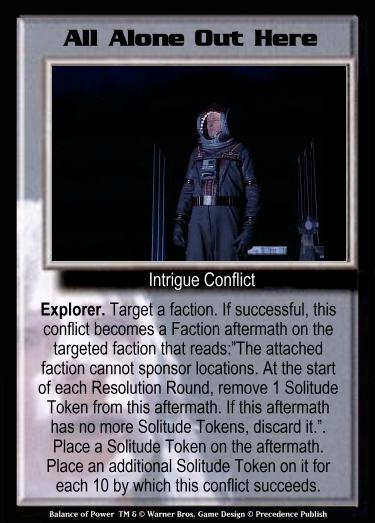 All Alone Out Here
Intrigue Conflict
Explorer. Target a faction. If successful, this
conflict becomes a Faction aftermath on the
targeted faction that reads:"The attached
faction cannot sponsor locations. At the start
of each Resolution Round, remove 1 Solitude
Token from this aftermath. If this aftermath
has no more Solitude Tokens, discard it.".
Place a Solitude Token on the aftermath.
Place an additional Solitude Token on it for
each 10 by which this conflict succeeds.
Balance of Power TM & © Warner Bros. Game Design © Precedence Publish